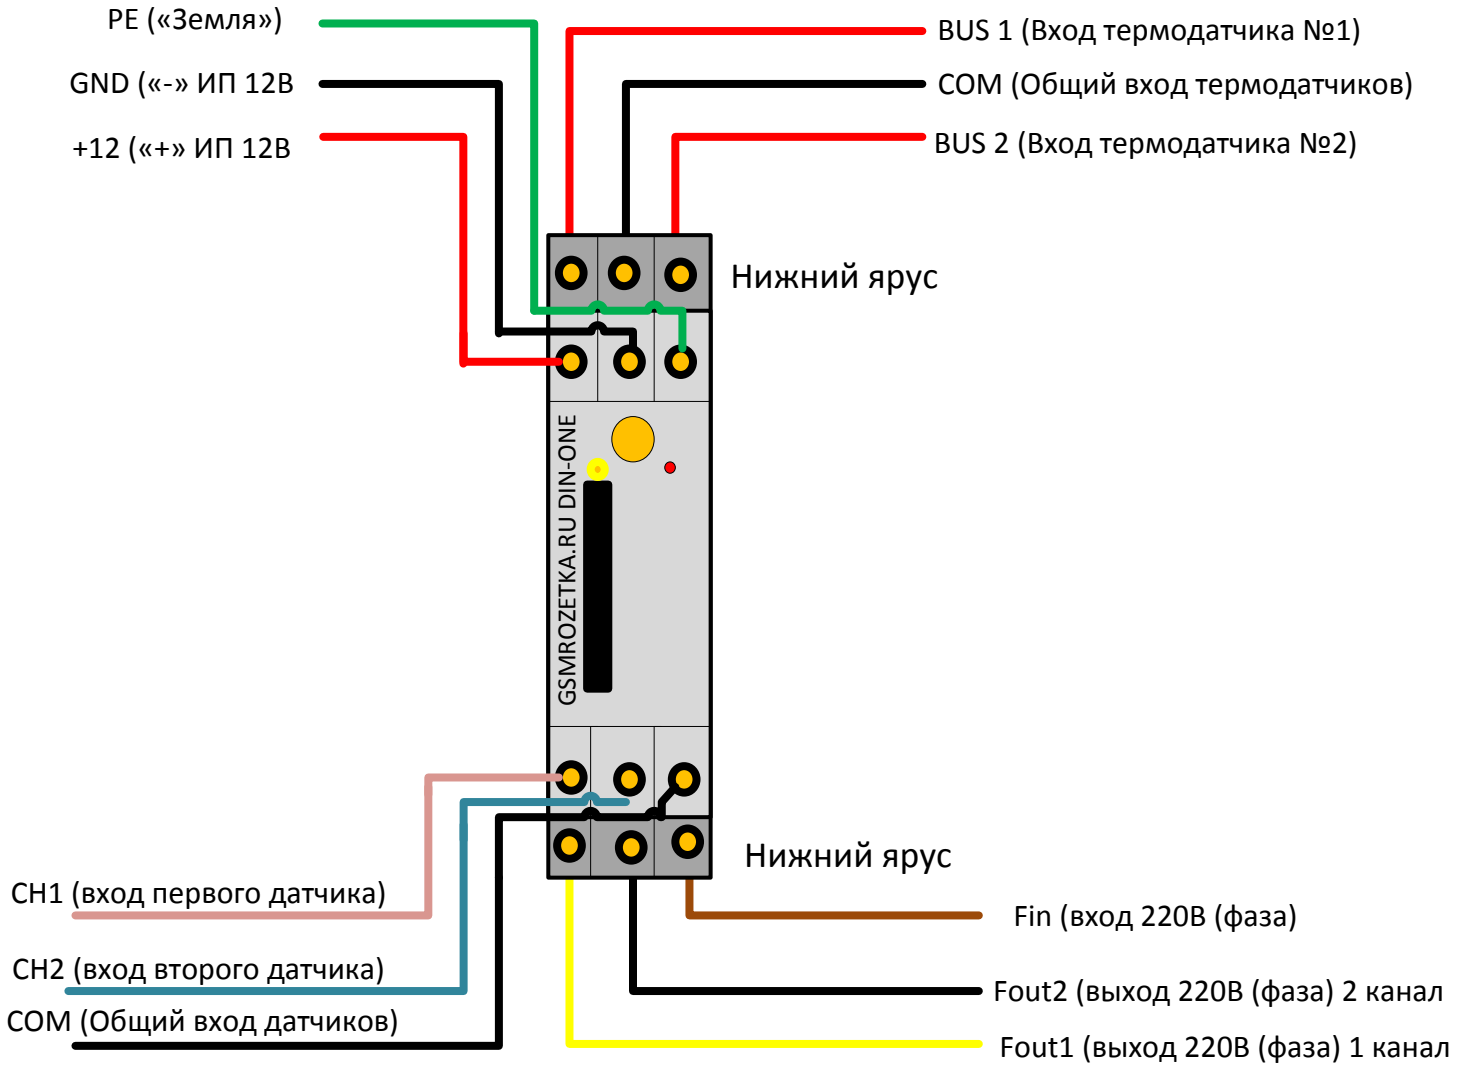 PE («Земля»)
GND («-» ИП 12В
+12 («+» ИП 12В
BUS 1 (Вход термодатчика №1)
COM (Общий вход термодатчиков)
BUS 2 (Вход термодатчика №2)
Нижний ярус
GSMROZETKA.RU DIN-ONE
Нижний ярус
CH1 (вход первого датчика)
CH2 (вход второго датчика)
COM (Общий вход датчиков)
Fin (вход 220В (фаза)
Fout2 (выход 220В (фаза) 2 канал
Fout1 (выход 220В (фаза) 1 канал